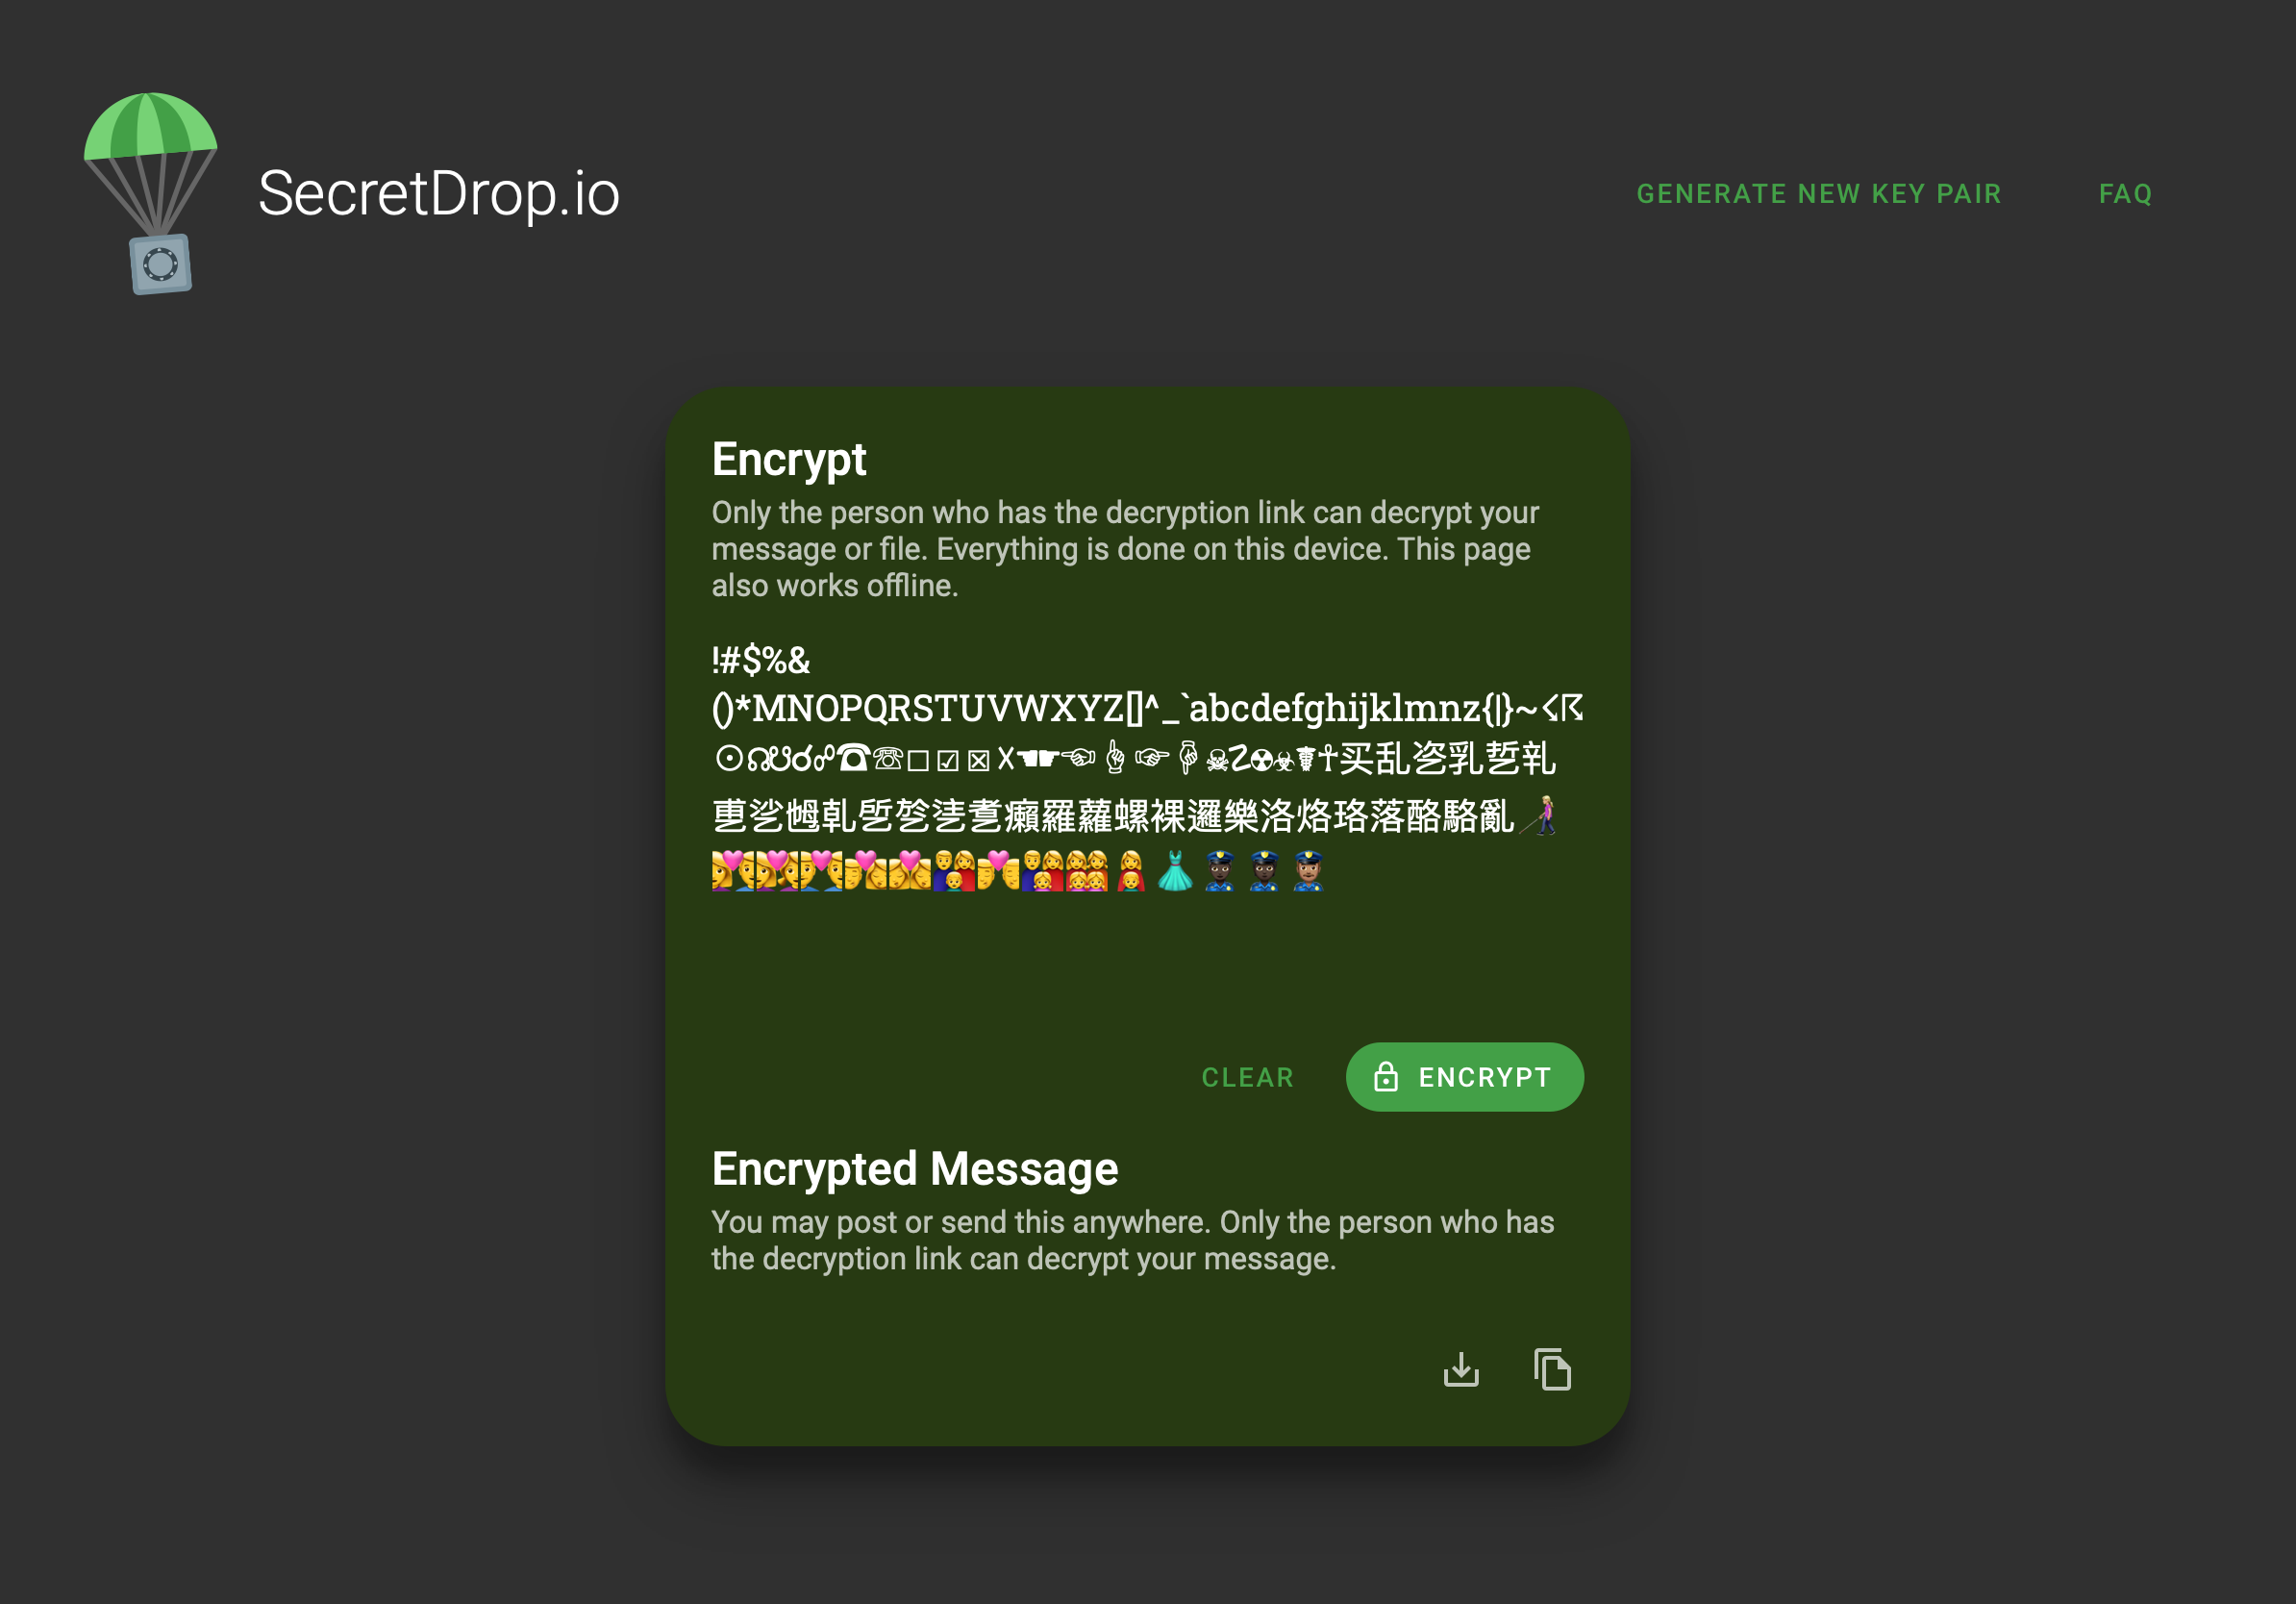 SecretDrop.io
GENERATE NEW KEY PAIR
FAQ
Encrypt
Only the person who has the decryption link can decrypt your
message or file. Everything is done on this device. This page
also works offline.
!#$%&
()*MNOPQRSTUVWXYZ[]^_`abcdefghijklmnz{|}~☇☈
☉☊☋☌☍☎☏☐☑☒☓☚☛☜☝☞☟☠☡☢☣☤☥买乱乲乳乴乵
乶乷乸乹乺乻乼乽癩羅蘿螺裸邏樂洛烙珞落酪駱亂👩🏼‍🦯
👩‍❤️‍👨👩‍❤️‍👩👨‍❤️‍👨👨‍❤️‍💋‍👩👩‍❤️‍💋‍👩👨‍👩‍👦👨‍❤️‍💋‍👨👨‍👩‍👧👩‍👩‍👧‍👧👩‍👦👗👮🏿👮🏿👮🏽‍♂️
CLEAR
ENCRYPT
Encrypted Message
You may post or send this anywhere. Only the person who has
the decryption link can decrypt your message.